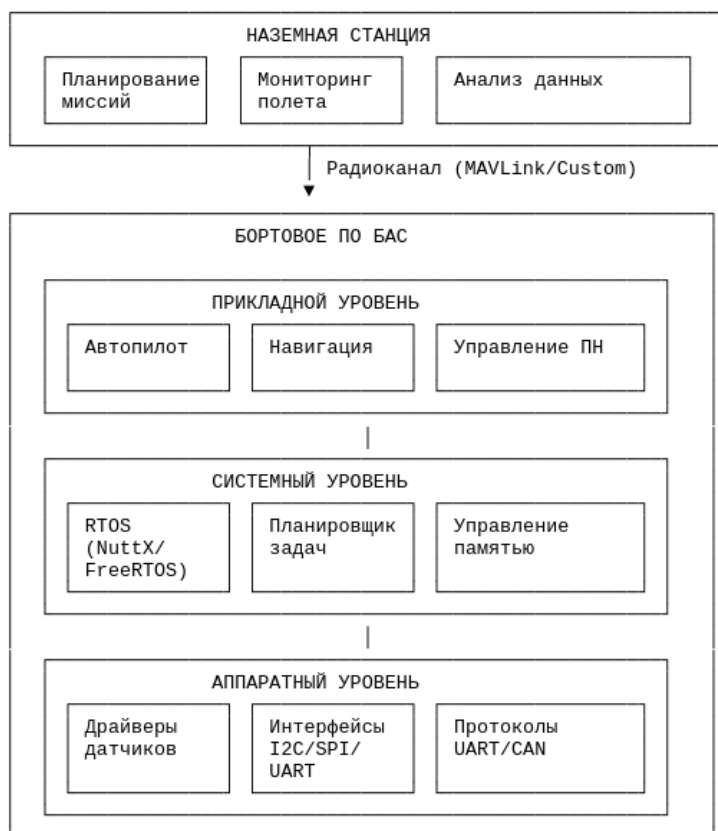 НАЗЕМНАЯ СТАНЦИЯ
Планирование миссий
Мониторинг полета
Анализ данных
Радиоканал (MAVLink/Custom)
БОРТОВОЕ ПО БАС
ПРИКЛАДНОЙ УРОВЕНЬ
Автопилот
Навигация
Управление ПН
СИСТЕМНЫЙ УРОВЕНЬ
RTOS
(NuttX/
FreeRTOS)
Планировщик
задач
Управление
памятью
АППАРАТНЫЙ УРОВЕНЬ
Драйверы
датчиков
Интерфейсы
I2C/SPI/
UART
Протоколы
UART/CAN